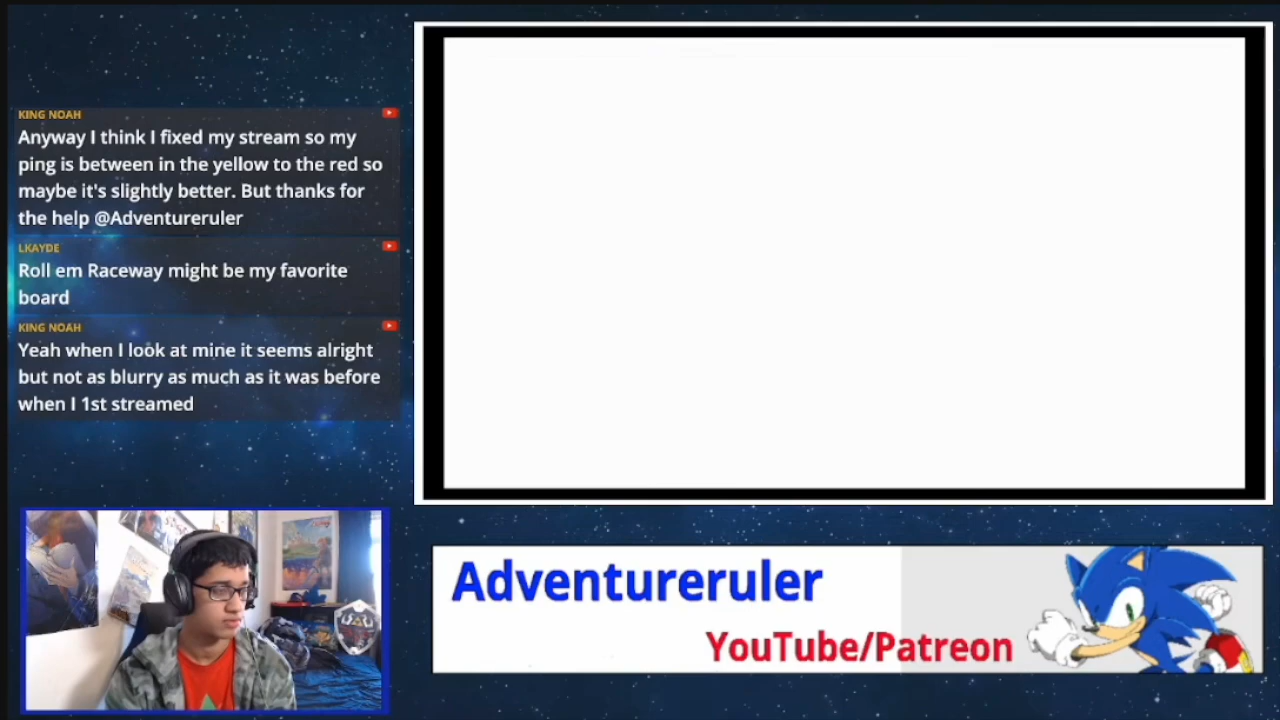 KING NOAH
Anyway I think I fixed my stream so my
ping is between in the yellow to the red so
maybe it's slightly better. But thanks for
the help @Adventureruler
LKAYDE
Roll em Raceway might be my favorite
board
KING NOAH
Yeah when I look at mine it seems alright
but not as blurry as much as it was before
when I 1st streamed
Adventureruler
YouTube/Patreon